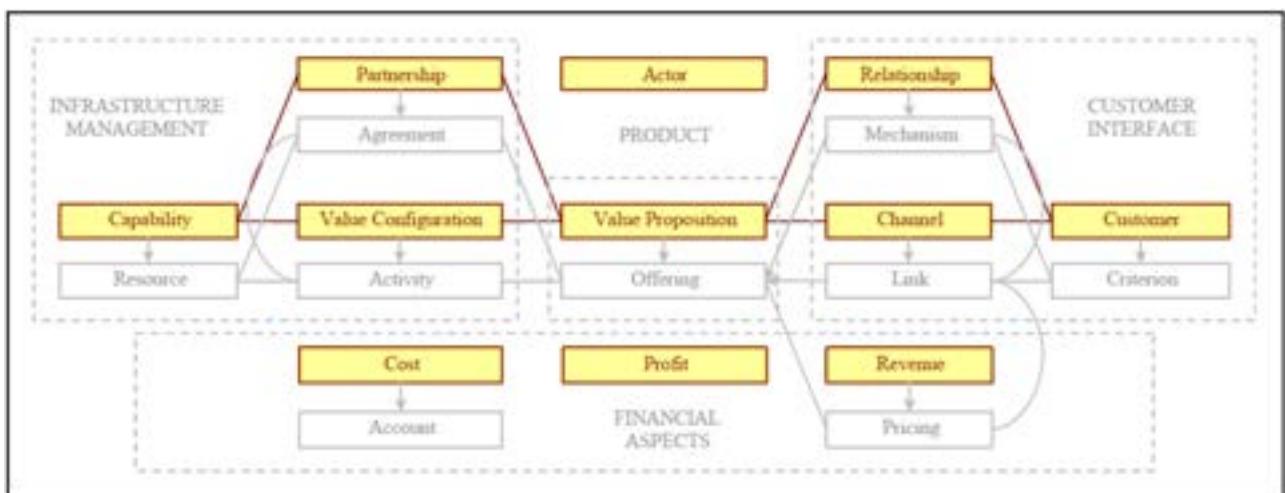 Partnership
Actor
Relationship
INFRASTRUCTURE
MANAGEMENT
CUSTOMER
INTERFACE
Agreement
PRODUCT
Mechanism
Capability
Value Configuration
Value Proposition
Channel
Customer
Resource
Activity
Offering
Link
Criterion
Cost
Profit
Revenue
Account
FINANCIAL
ASPECTS
Pricing